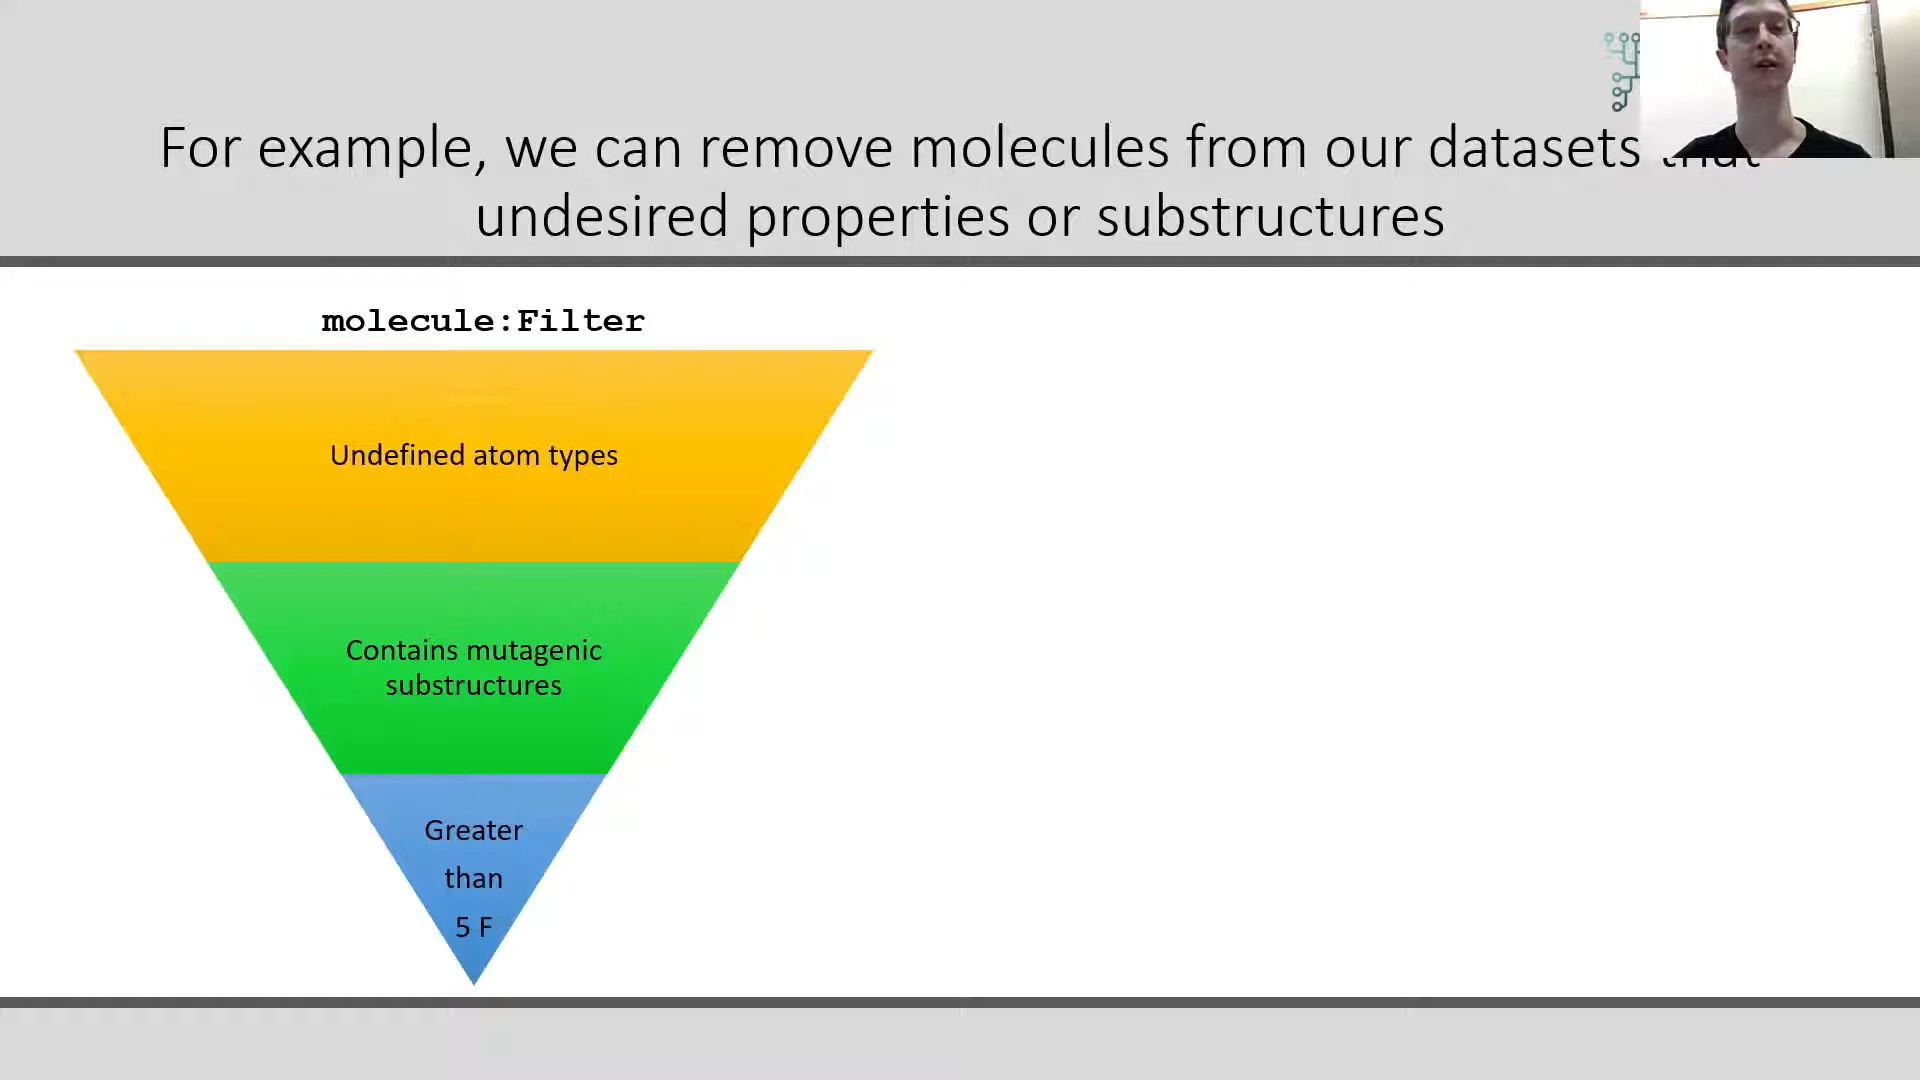 For example, we can remove molecules from our datasets
undesired properties or substructures
molecule:Filter
Undefined atom types
Contains mutagenic
substructures
Greater
than
5 F